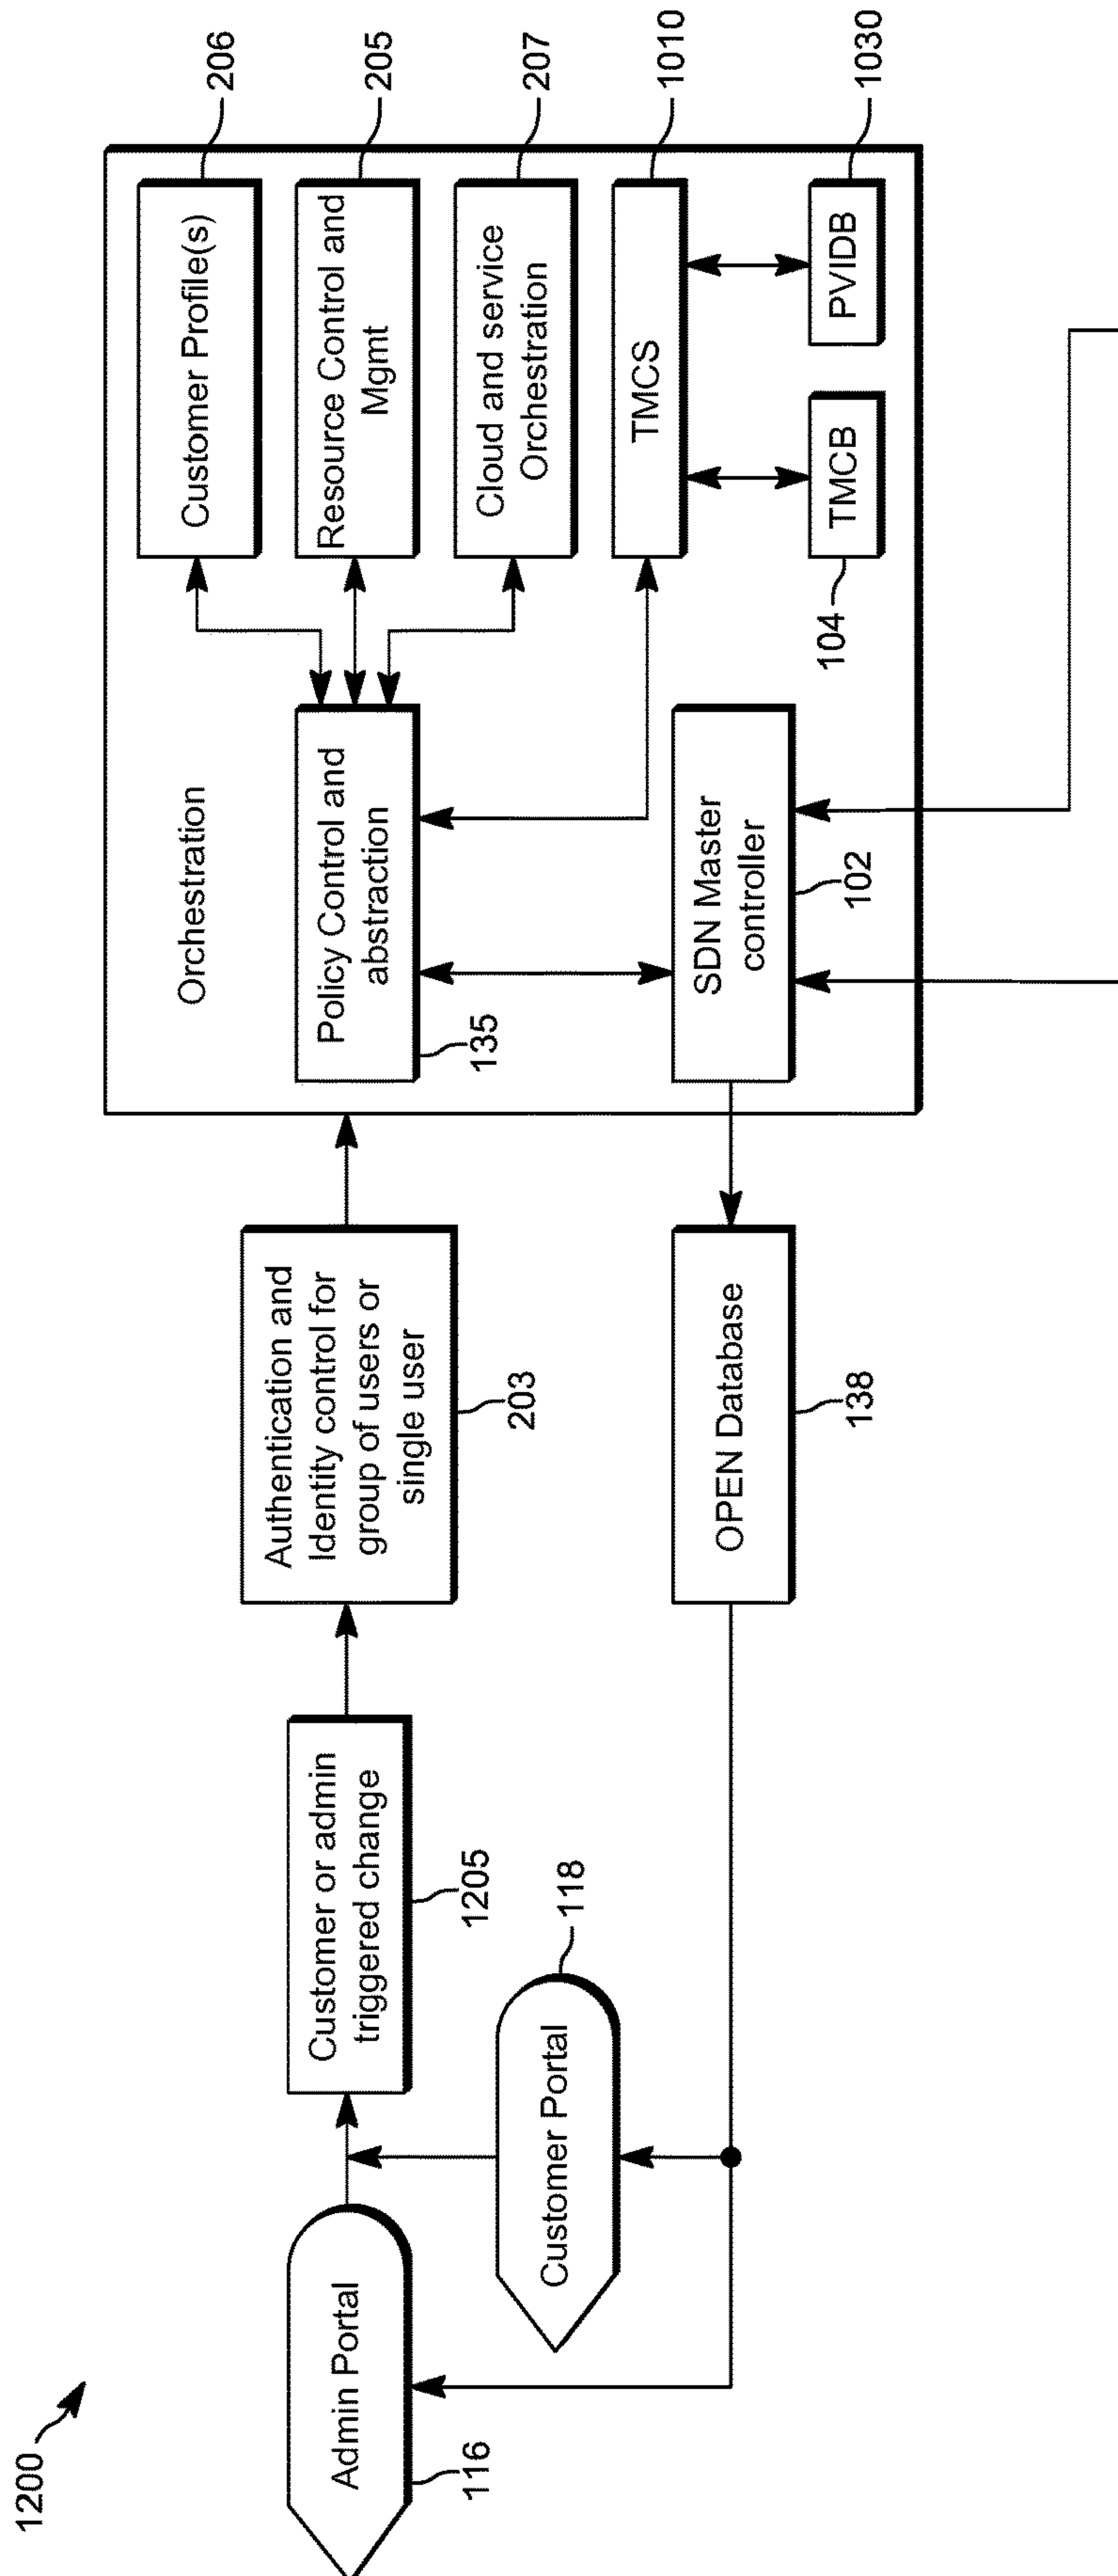 1200
Admin Portal
116
Customer Portal
118
Customer or admin
triggered change
1205
Authentication and
Identity control for
group of users or
single user
203
OPEN Database
138
Orchestration
Policy Control and
abstraction
135
SDN Master
controller
102
Customer Profile(s)
206
Resource Control and
Mgmt
205
Cloud and service
Orchestration
207
TMCS
1010
TMCB
104
PVIDB
1030